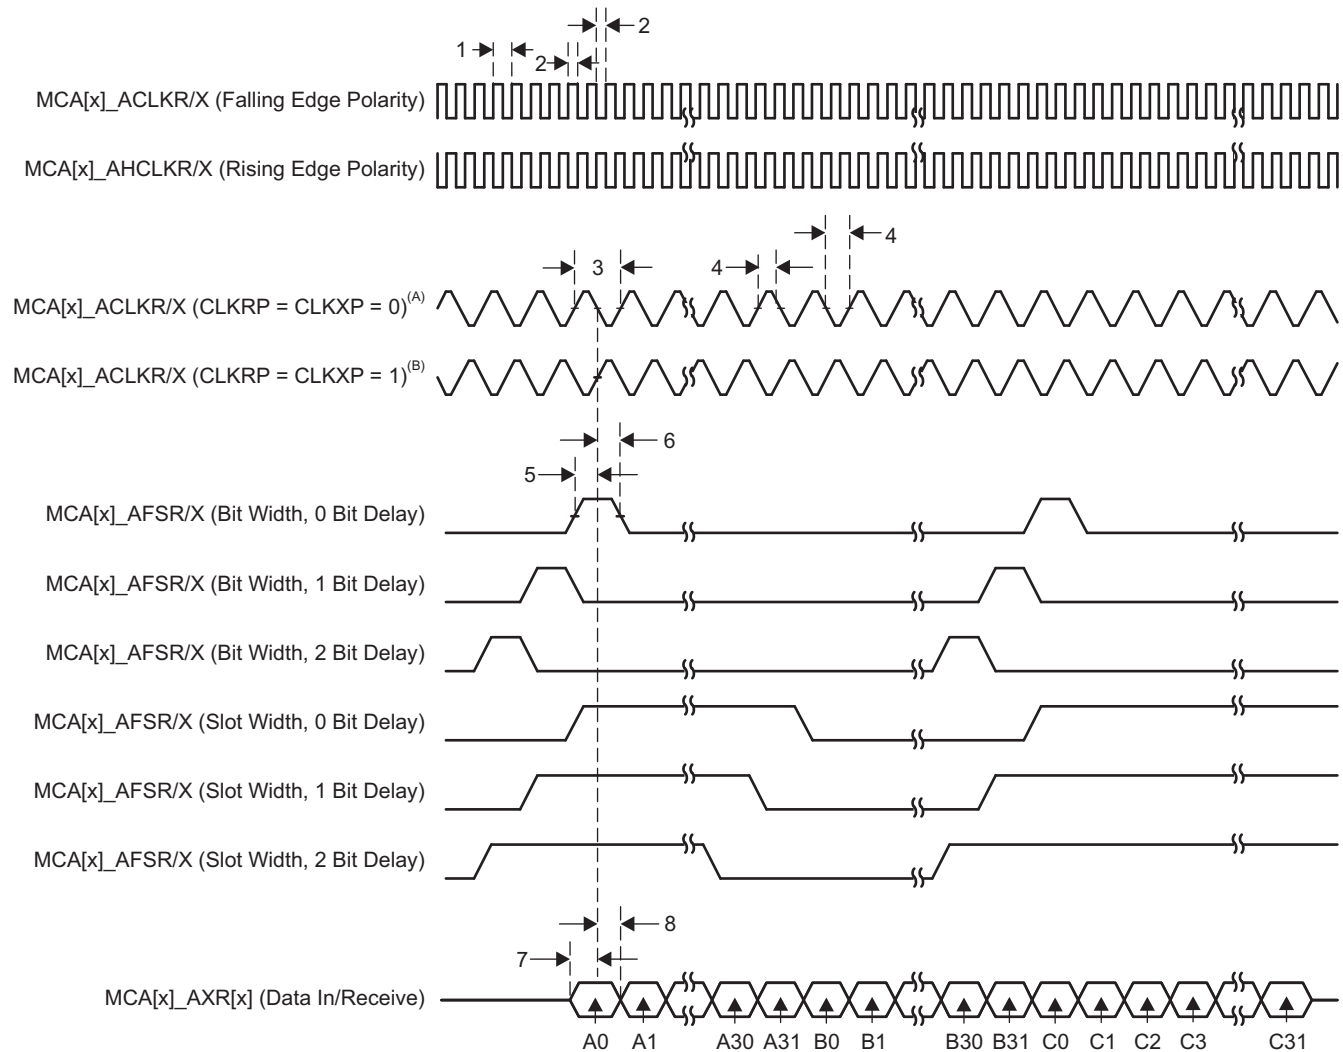 2
1
2
MCA[x]_ACLKR/X (Falling Edge Polarity)
MCA[x]_AHCLKR/X (Rising Edge Polarity)
4
3
4
MCA[x]_ACLKR/X (CLKRP = CLKXP = 0)(A)
MCA[x]_ACLKR/X (CLKRP = CLKXP = 1)(B)
6
5
MCA[x]_AFSR/X (Bit Width, 0 Bit Delay)
MCA[x]_AFSR/X (Bit Width, 1 Bit Delay)
MCA[x]_AFSR/X (Bit Width, 2 Bit Delay)
MCA[x]_AFSR/X (Slot Width, 0 Bit Delay)
MCA[x]_AFSR/X (Slot Width, 1 Bit Delay)
MCA[x]_AFSR/X (Slot Width, 2 Bit Delay)
8
7
MCA[x]_AXR[x] (Data In/Receive)
A0 A1 A30 A31 B0 B1 B30 B31 C0 C1 C2 C3 C31